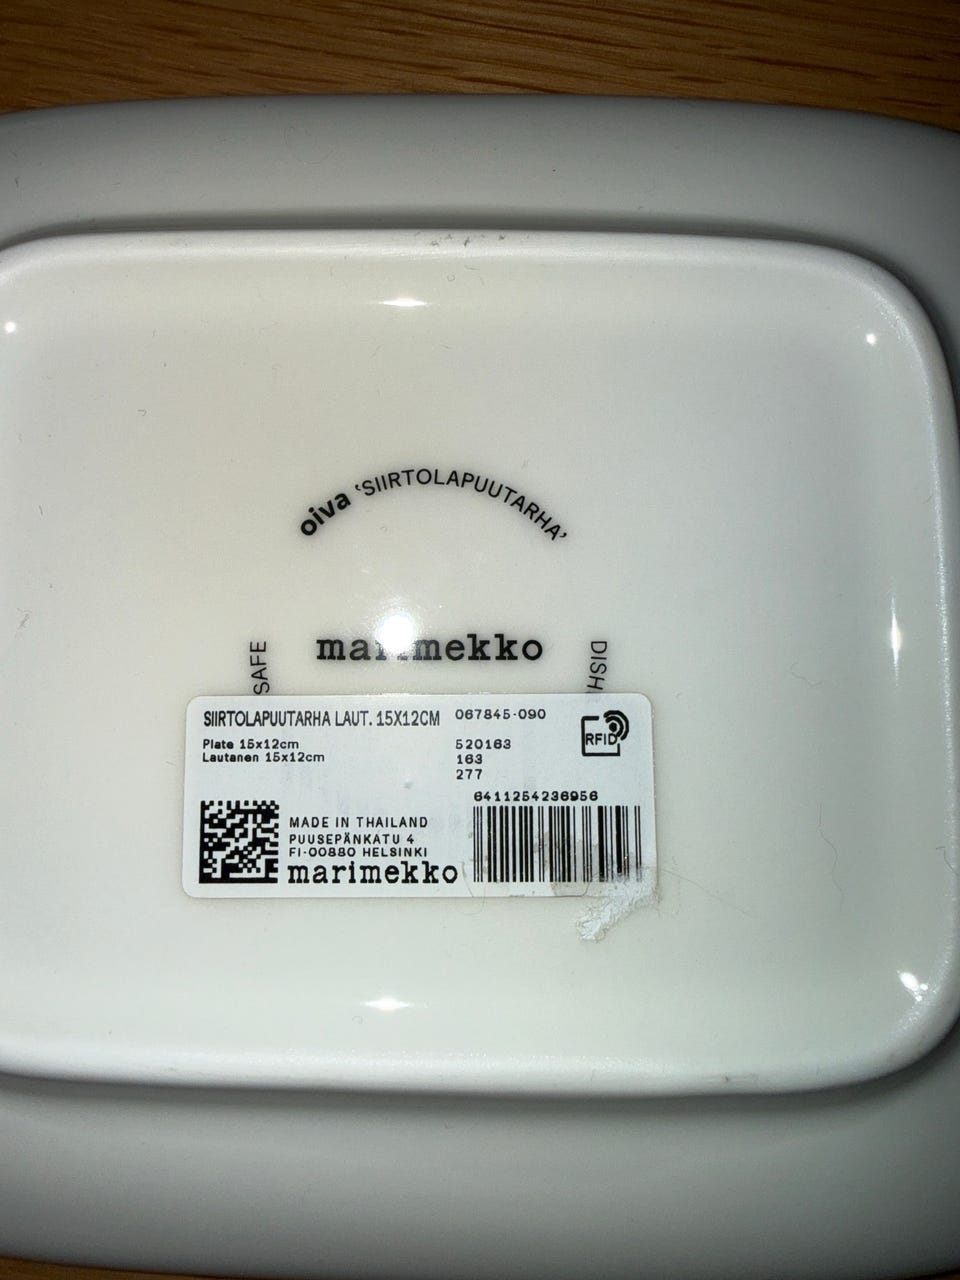 oiva ‘SIIRTOLAPUUTARHA’
marimekko
SAFE
DISH
SIIRTOLAPUUTARHA LAUT. 15X12CM 067845-090
Plate 15x12cm 520163
Lautanen 15x12cm 163
277
RFID
6411254236956
MADE IN THAILAND
PUUSEPÄNKATU 4
FI-00880 HELSINKI
marimekko